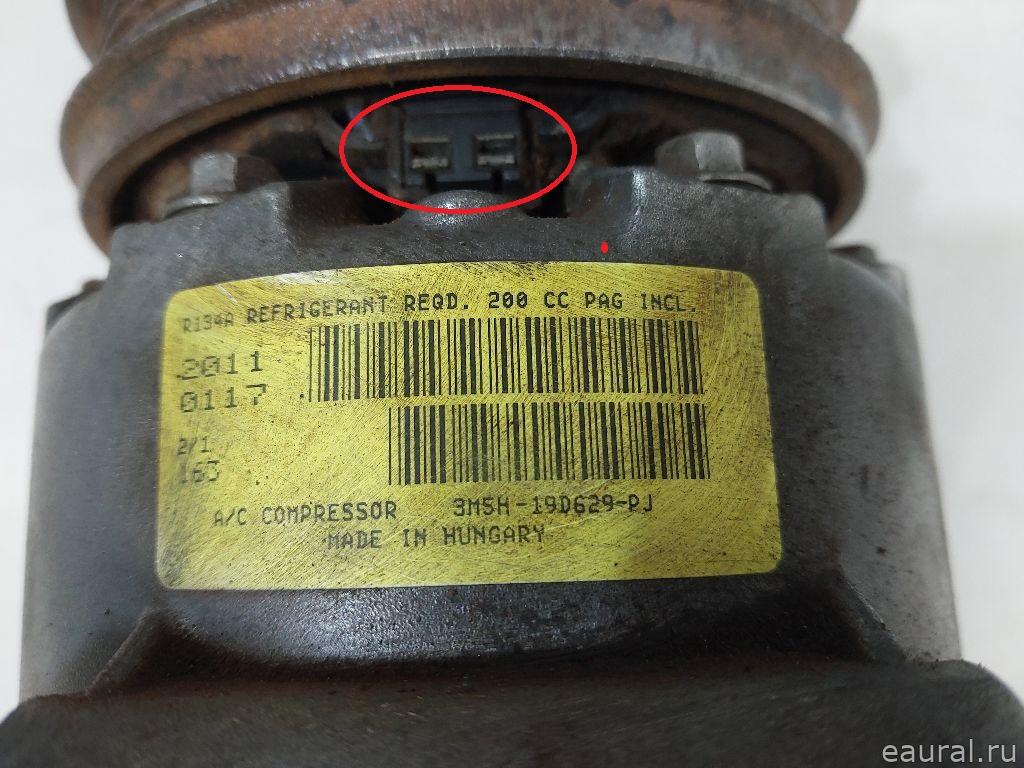 R134A REFRIGERANT REQD. 200 CC PAG INCL.
2011
0117
2/1
163
A/C COMPRESSOR 3M5H-19D629-PJ
MADE IN HUNGARY
eaural.ru